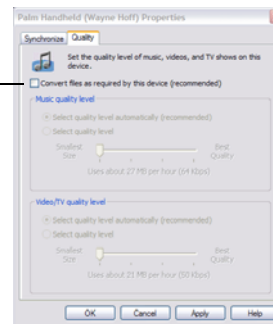 Palm Handheld (Wayne Hoff) Properties
Synchronize Quality
Set the quality level of music, videos, and TV shows on this
device.
Convert files as required by this device (recommended)
Music quality level
Select quality level automatically (recommended)
Select quality level
Smallest Best
Size Quality
Uses about 27 MB per hour (64 Kbps)
Video/TV quality level
Select quality level automatically (recommended)
Select quality level
Smallest Best
Size Quality
Uses about 21 MB per hour (50 Kbps)
OK Cancel Apply Help